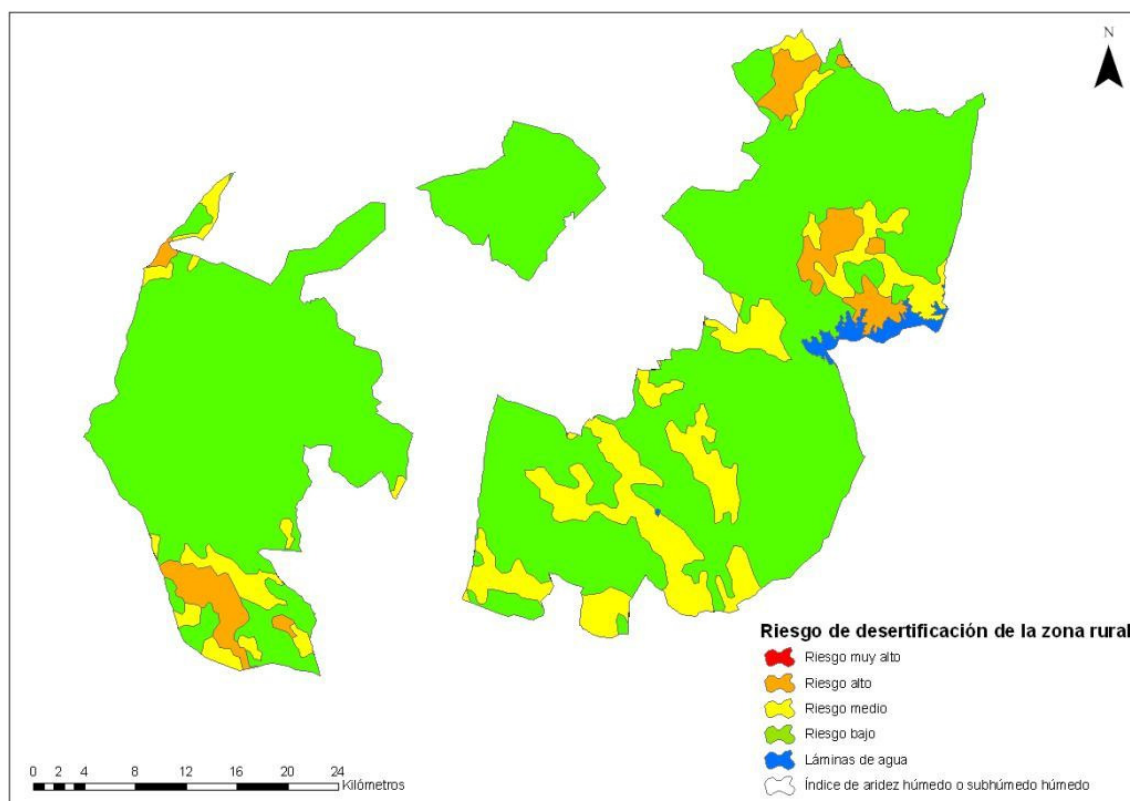 N
Riesgo de desertificación de la zona rural
Riesgo muy alto
Riesgo alto
Riesgo medio
Riesgo bajo
Láminas de agua
Índice de aridez húmedo o subhúmedo húmedo
0 2 4 8 12 16 20 24
Kilómetros